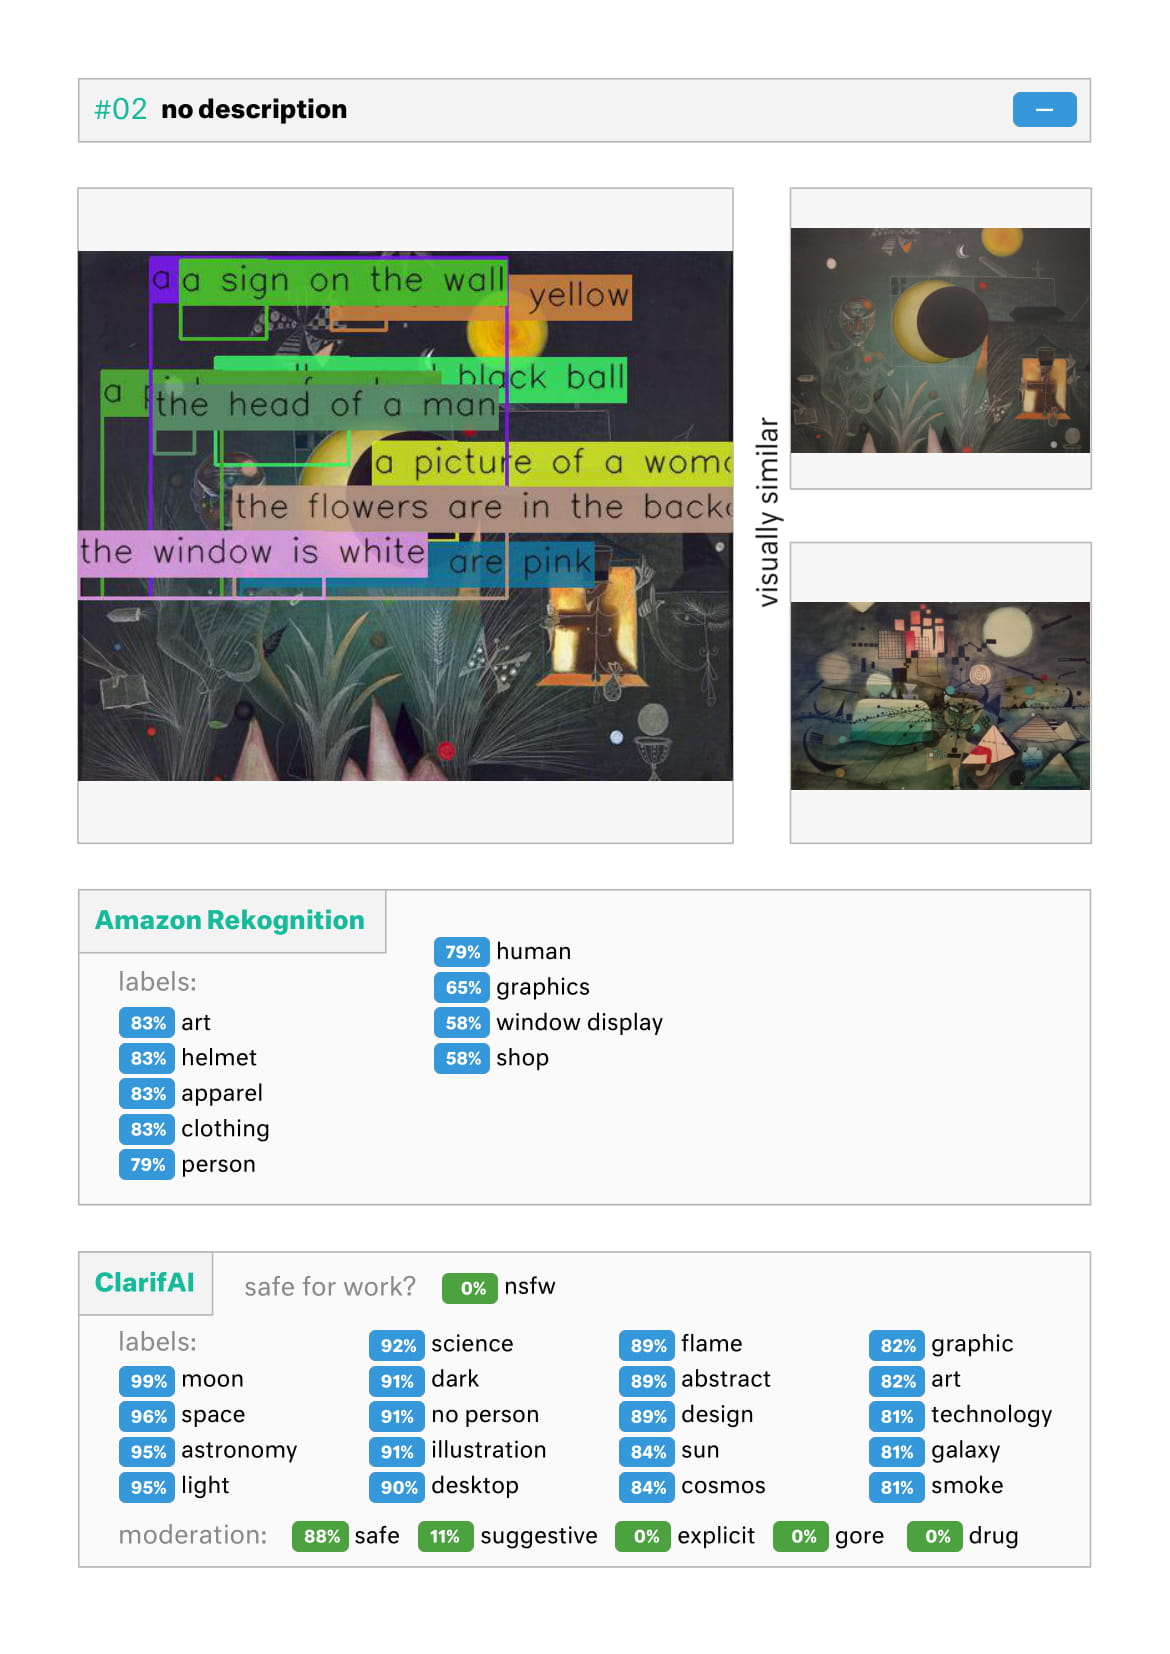 #02 no description
—
a a sign on the wall
yellow
black ball
a
the head of a man
a picture of a
the flowers are in the
the window is white
are pink
visually similar
Amazon Rekognition
labels:
83% art
83% helmet
83% apparel
83% clothing
79% person
79% human
65% graphics
58% window display
58% shop
ClarifAI
safe for work? 0% nsfw
labels:
99% moon
96% space
95% astronomy
95% light
92% science
91% dark
91% no person
91% illustration
90% desktop
89% flame
89% abstract
89% design
84% sun
84% cosmos
82% graphic
82% art
81% technology
81% galaxy
81% smoke
moderation: 88% safe 11% suggestive 0% explicit 0% gore 0% drug